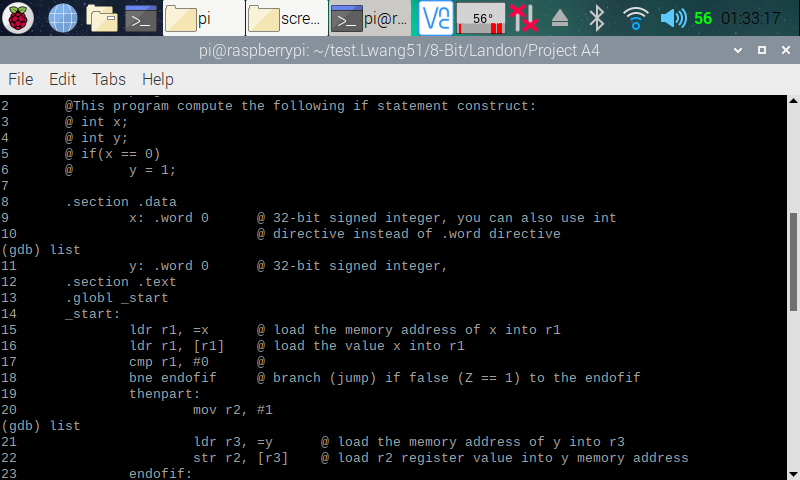 pi
scre...
pi@r...
V2
56°
56
01:33:17
pi@raspberrypi: ~/test.Lwang51/8-Bit/Landon/Project A4
File Edit Tabs Help
2 @This program compute the following if statement construct:
3 @ int x;
4 @ int y;
5 @ if(x == 0)
6 @ y = 1;
7
8 .section .data
9 x: .word 0 @ 32-bit signed integer, you can also use int
10 @ directive instead of .word directive
(gdb) list
11 y: .word 0 @ 32-bit signed integer,
12 .section .text
13 .globl _start
14 _start:
15 ldr r1, =x @ load the memory address of x into r1
16 ldr r1, [r1] @ load the value x into r1
17 cmp r1, #0 @
18 bne endofif @ branch (jump) if false (Z == 1) to the endofif
19 thenpart:
20 mov r2, #1
(gdb) list
21 ldr r3, =y @ load the memory address of y into r3
22 str r2, [r3] @ load r2 register value into y memory address
23 endofif: